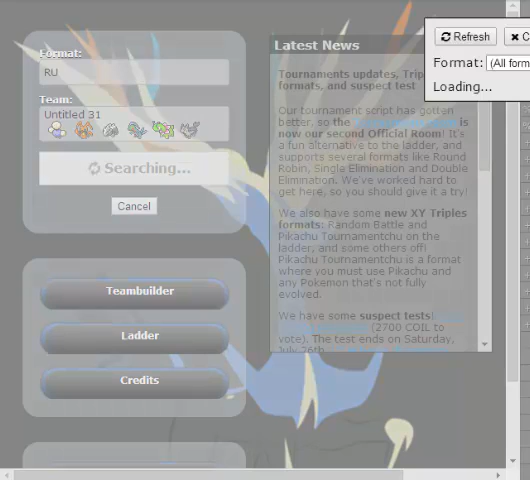 Format:
RU
Team:
Untitled 31
Searching...
Cancel
Teambuilder
Ladder
Credits
Latest News
Tournaments updates, Trip
formats, and suspect test
Our tournament script has gotten
better, so the
is
now our second Official Room! It's
a fun alternative to the ladder, and
supports several formats like Round
Robin, Single Elimination and Double
Elimination. We've worked hard to
get here, so you should give it a try!
We also have some new XY Triples
formats: Random Battle and
Pikachu Tournamentchu on the
ladder, and some others offi
Pikachu Tournamentchu is a format
where you must use Pikachu and
any Pokemon that's not fully
evolved.
We have some suspect tests!
(2700 COIL to
vote). The test ends on Saturday,
July 26th
Refresh
C
Format: (All form
Loading...